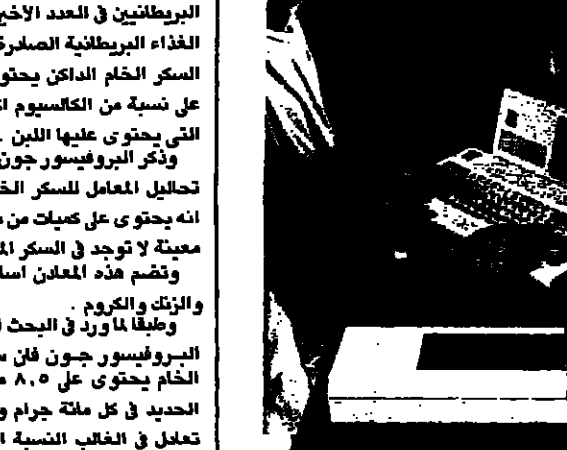 البريطانيين في العدد الأخير
الغذاء البريطانية الصادرة
السكر الخام الداكن يحتو
على نسبة من الكالسيوم ا
التي يحتوى عليها اللبن .
وذكر البروفيسور جون
تحاليل المعامل للسكر الخ
انه يحتوى على كميات من م
معينة لا توجد في السكر الم
وتضم هذه المعادن اسا
والزنك والكروم .
وطبقا لما ورد في البحث ا
البروفيسور جون فان س
الخام يحتوى على ٨,٥ م
الحديد في كل مائة جرام و
تعادل في الغالب النسبة ا